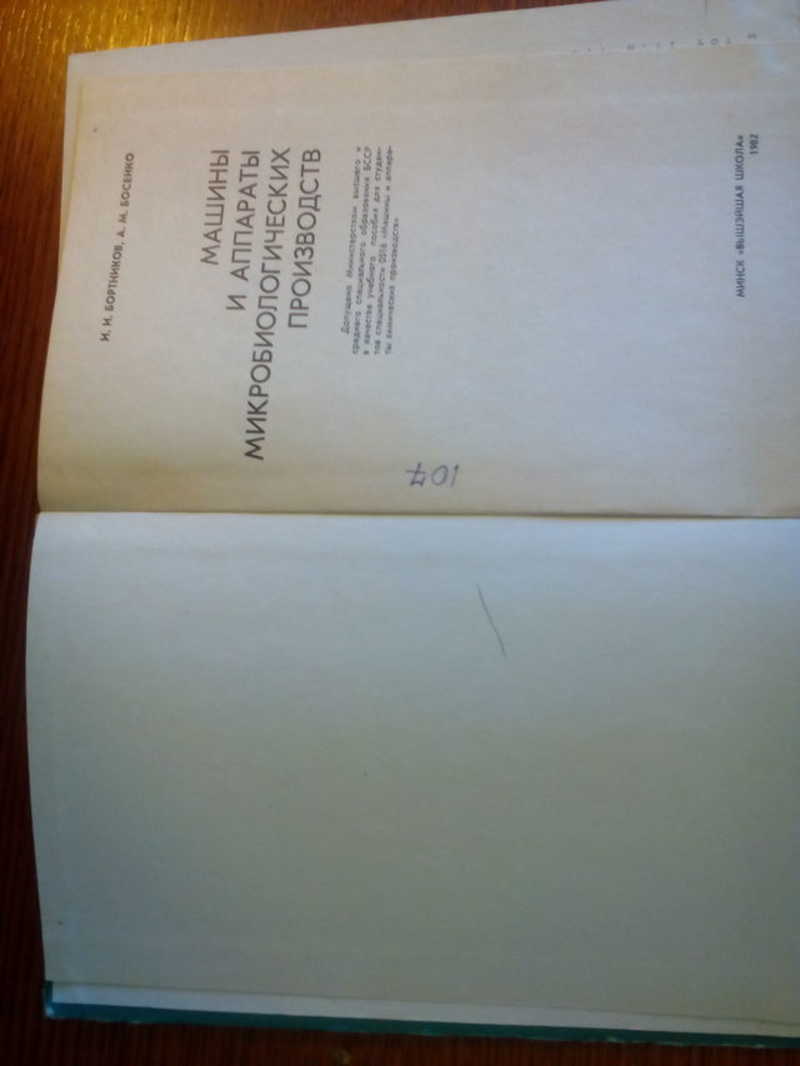 И. И. БОРТНИКОВ, А. М. БОСЕНКО
МАШИНЫ
И АППАРАТЫ
МИКРОБИОЛОГИЧЕСКИХ
ПРОИЗВОДСТВ
Допущено Министерством высшего и
среднего специального образования БССР
в качестве учебного пособия для студен-
тов специальности 0516 «Машины и аппара-
ты химических производств»
107
МИНСК «ВЫШЭЙШАЯ ШКОЛА»
1982